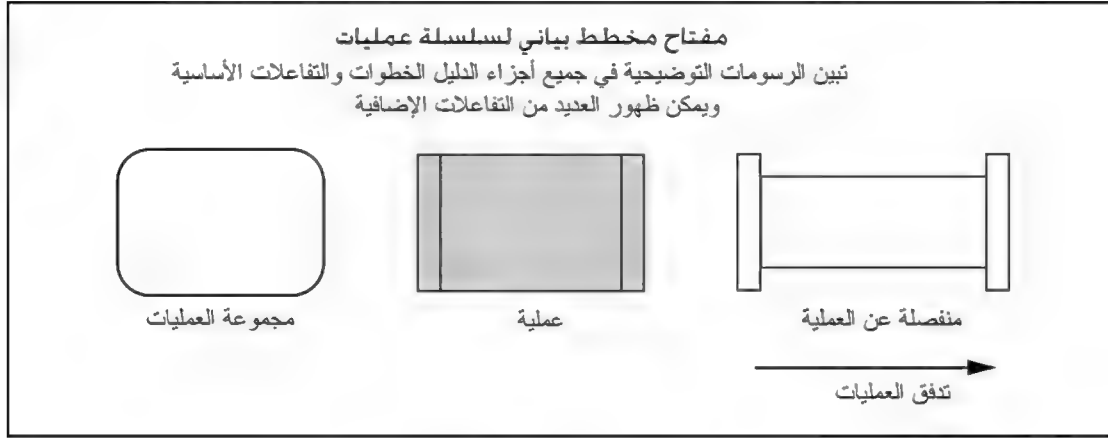 مفتاح مخطط بياني لسلسلة عمليات
تبين الرسومات التوضيحية في جميع أجزاء الدليل الخطوات والتفاعلات الأساسية
ويمكن ظهور العديد من التفاعلات الإضافية
منفصلة عن العملية
عملية
مجموعة العمليات
تدفق العمليات